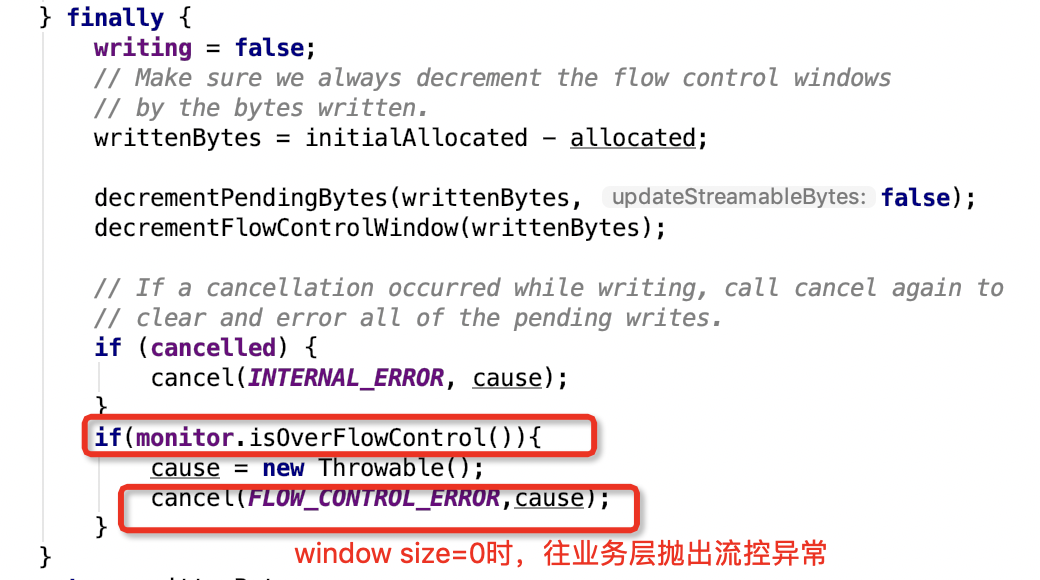 } finally {
writing = false;
// Make sure we always decrement the flow control windows
// by the bytes written.
writtenBytes = initialAllocated - allocated;
decrementPendingBytes(writtenBytes, updateStreamableBytes: false);
decrementFlowControlWindow(writtenBytes);
// If a cancellation occurred while writing, call cancel again to
// clear and error all of the pending writes.
if (cancelled) {
cancel(INTERNAL_ERROR, cause);
}
if(monitor.isOverFlowControl()){
cause = new Throwable();
cancel(FLOW_CONTROL_ERROR,cause);
}
window size=0时，往业务层抛出流控异常
}